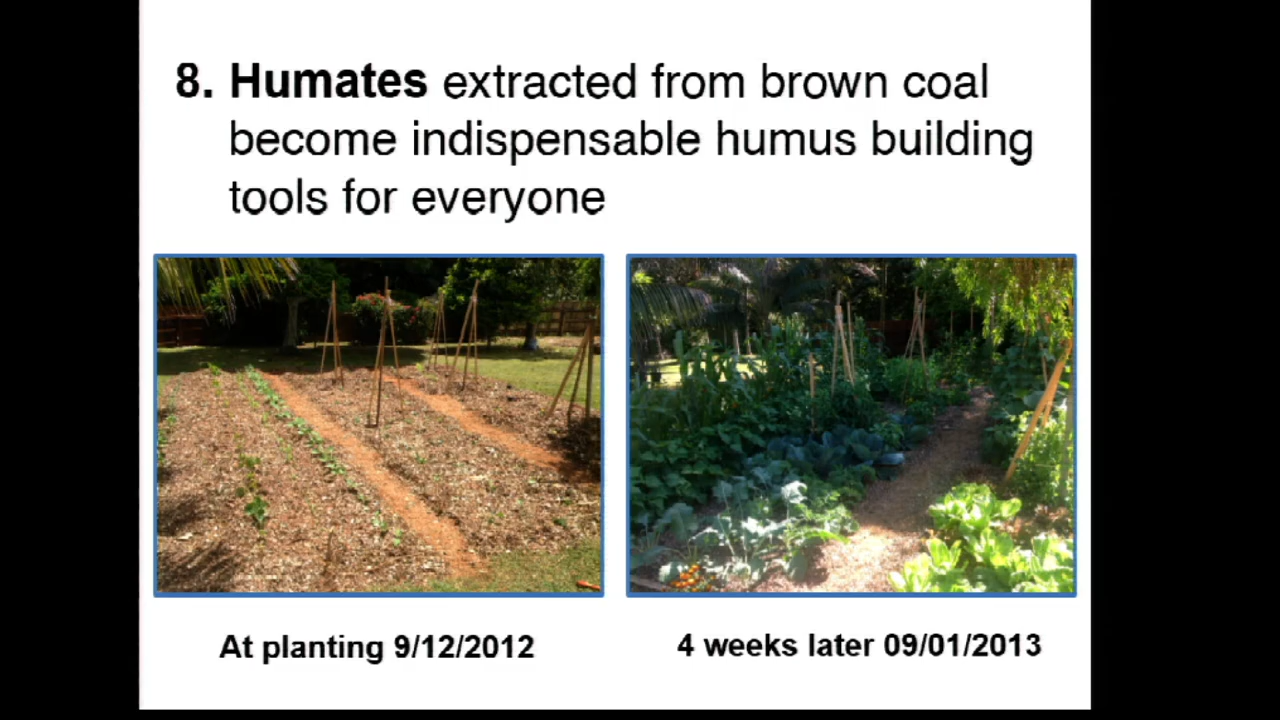 8. Humates extracted from brown coal
become indispensable humus building
tools for everyone
At planting 9/12/2012
4 weeks later 09/01/2013